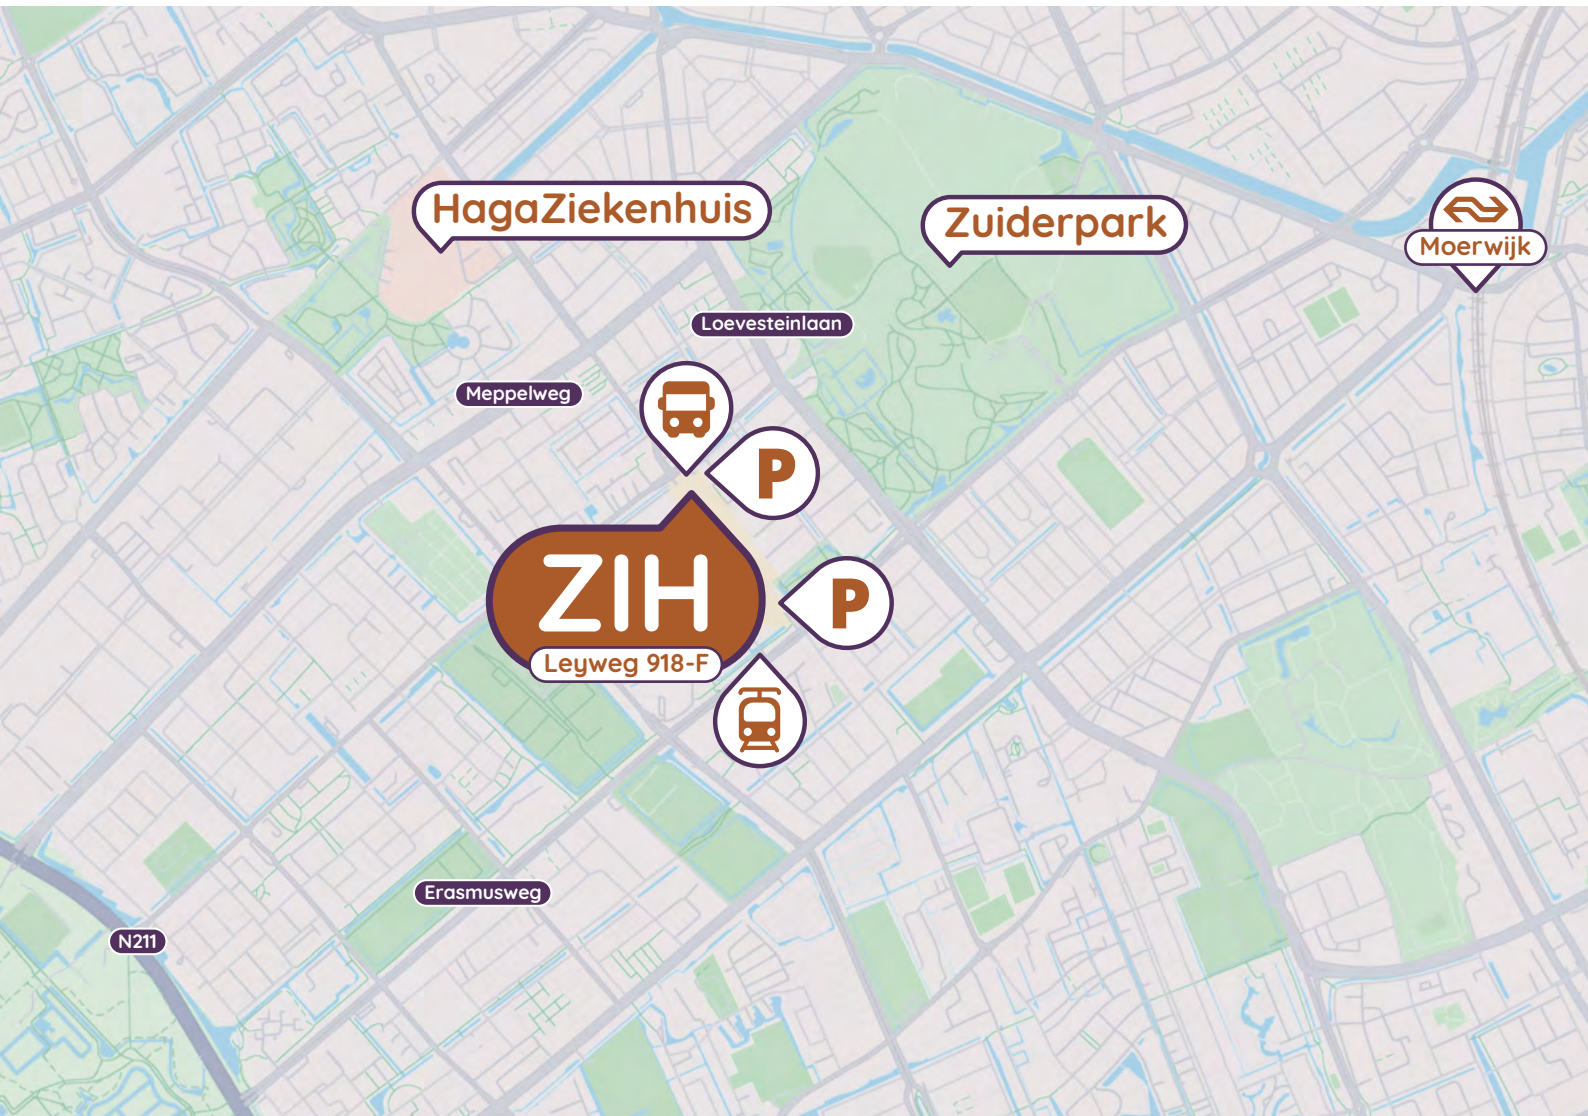 HagaZiekenhuis
Zuiderpark
Moerwijk
Loevesteinlaan
Meppelweg
P
ZIH
P
Leyweg 918-F
Erasmusweg
N211